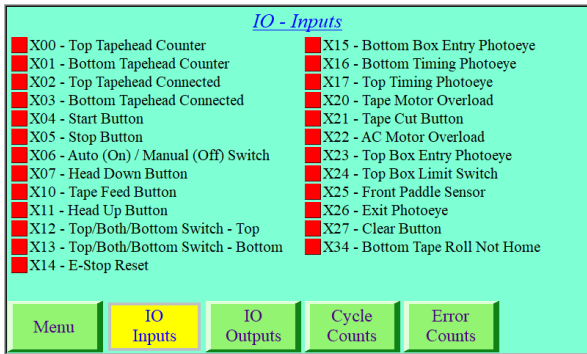 IO - Inputs
X00 - Top Tapehead Counter
X01 - Bottom Tapehead Counter
X02 - Top Tapehead Connected
X03 - Bottom Tapehead Connected
X04 - Start Button
X05 - Stop Button
X06 - Auto (On) / Manual (Off) Switch
X07 - Head Down Button
X10 - Tape Feed Button
X11 - Head Up Button
X12 - Top/Both/Bottom Switch - Top
X13 - Top/Both/Bottom Switch - Bottom
X14 - E-Stop Reset
X15 - Bottom Box Entry Photoeye
X16 - Bottom Timing Photoeye
X17 - Top Timing Photoeye
X20 - Tape Motor Overload
X21 - Tape Cut Button
X22 - AC Motor Overload
X23 - Top Box Entry Photoeye
X24 - Top Box Limit Switch
X25 - Front Paddle Sensor
X26 - Exit Photoeye
X27 - Clear Button
X34 - Bottom Tape Roll Not Home
Menu
IO
Inputs
IO
Outputs
Cycle
Counts
Error
Counts